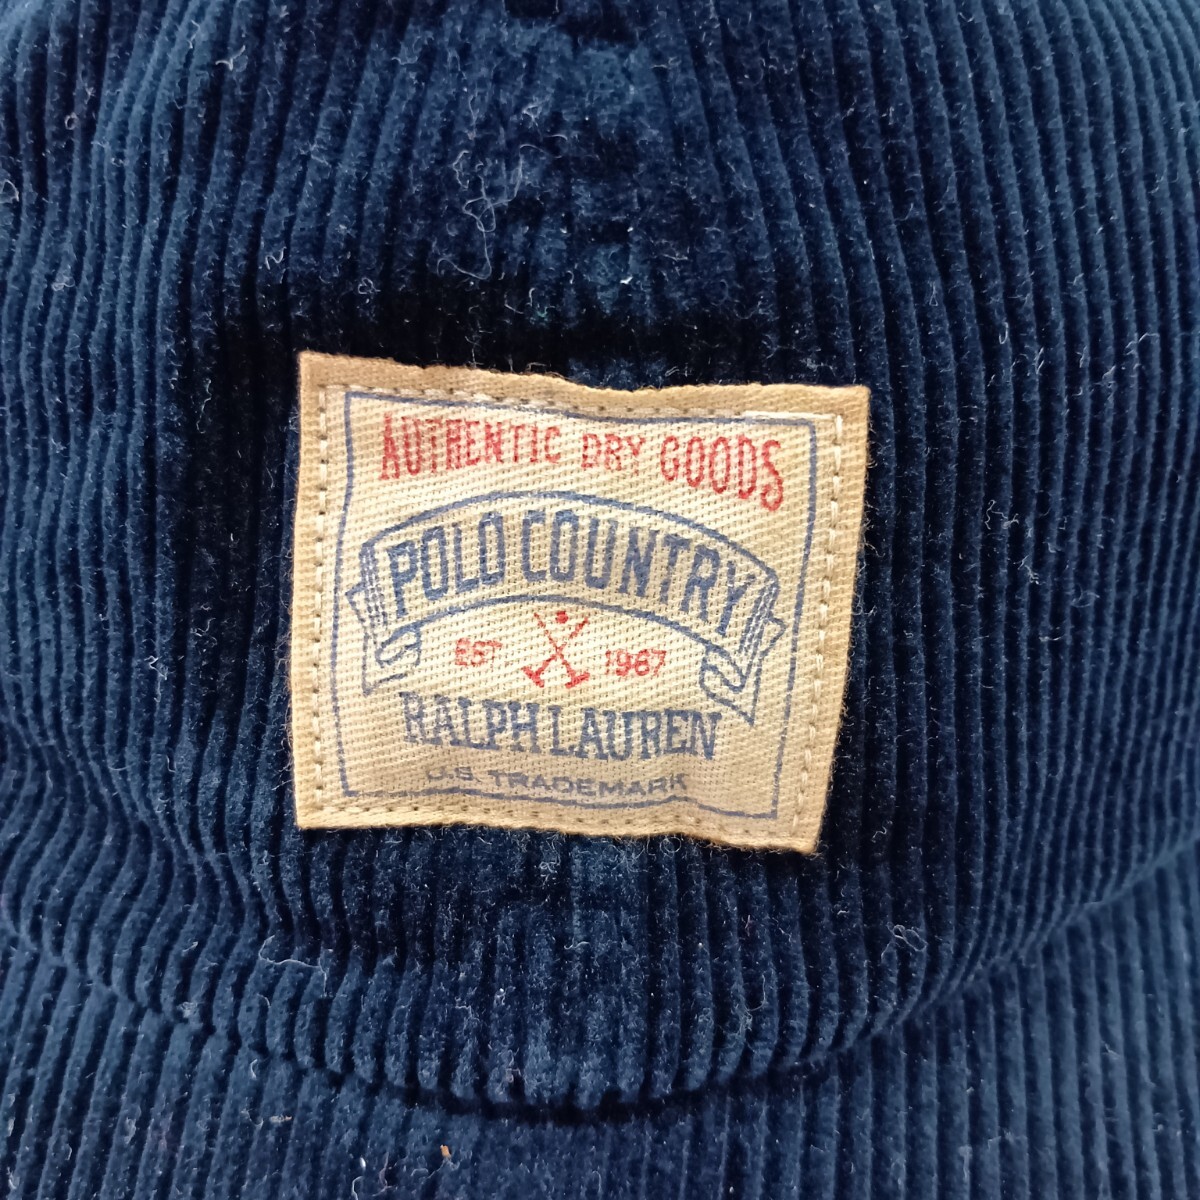 AUTHENTIC DRY GOODS
POLO COUNTRY
EST 1967
RALPH LAUREN
U.S. TRADEMARK